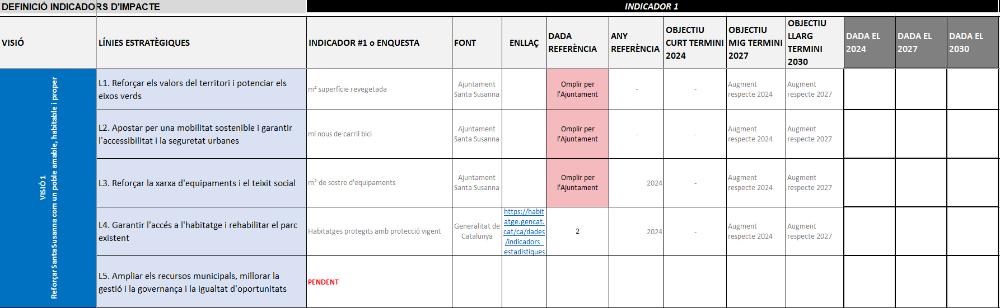 DEFINICIÓ INDICADORS D'IMPACTE
INDICADOR 1
VISIÓ
LÍNIES ESTRATÈGIQUES
INDICADOR #1 o ENQUESTA
FONT
ENLLAÇ
DADA
REFERÈNCIA
ANY
REFERÈNCIA
OBJECTIU
CURT TERMINI
2024
OBJECTIU
MIG TERMINI
2027
OBJECTIU
LLARG
TERMINI
2030
DADA EL
2024
DADA EL
2027
DADA EL
2030
VISIÓ 1
Reforçar Santa Susanna com un poble amable, habitable i proper
L1. Reforçar els valors del territori i potenciar els
eixos verds
m² superfície revegetada
Ajuntament
Santa Susanna
Omplir per
l'Ajuntament
-
-
Augment
respecte 2024
Augment
respecte 2027
L2. Apostar per una mobilitat sostenible i garantir
l'accessibilitat i la seguretat urbanes
ml nous de carril bici
Ajuntament
Santa Susanna
Omplir per
l'Ajuntament
-
-
Augment
respecte 2024
Augment
respecte 2027
L3. Reforçar la xarxa d'equipaments i el teixit social
m² de sostre d'equipaments
Ajuntament
Santa Susanna
Omplir per
l'Ajuntament
2024
-
Augment
respecte 2024
Augment
respecte 2027
L4. Garantir l'accés a l'habitatge i rehabilitar el parc
existent
Habitatges protegits amb protecció vigent
Generalitat de
Catalunya
https://habit
atge.gencat.
cat/ca/dades
/indicadors_
estadistiques
2
2024
-
Augment
respecte 2024
Augment
respecte 2027
L5. Ampliar els recursos municipals, millorar la
gestió i la governança i la igualtat d'oportunitats
PENDENT